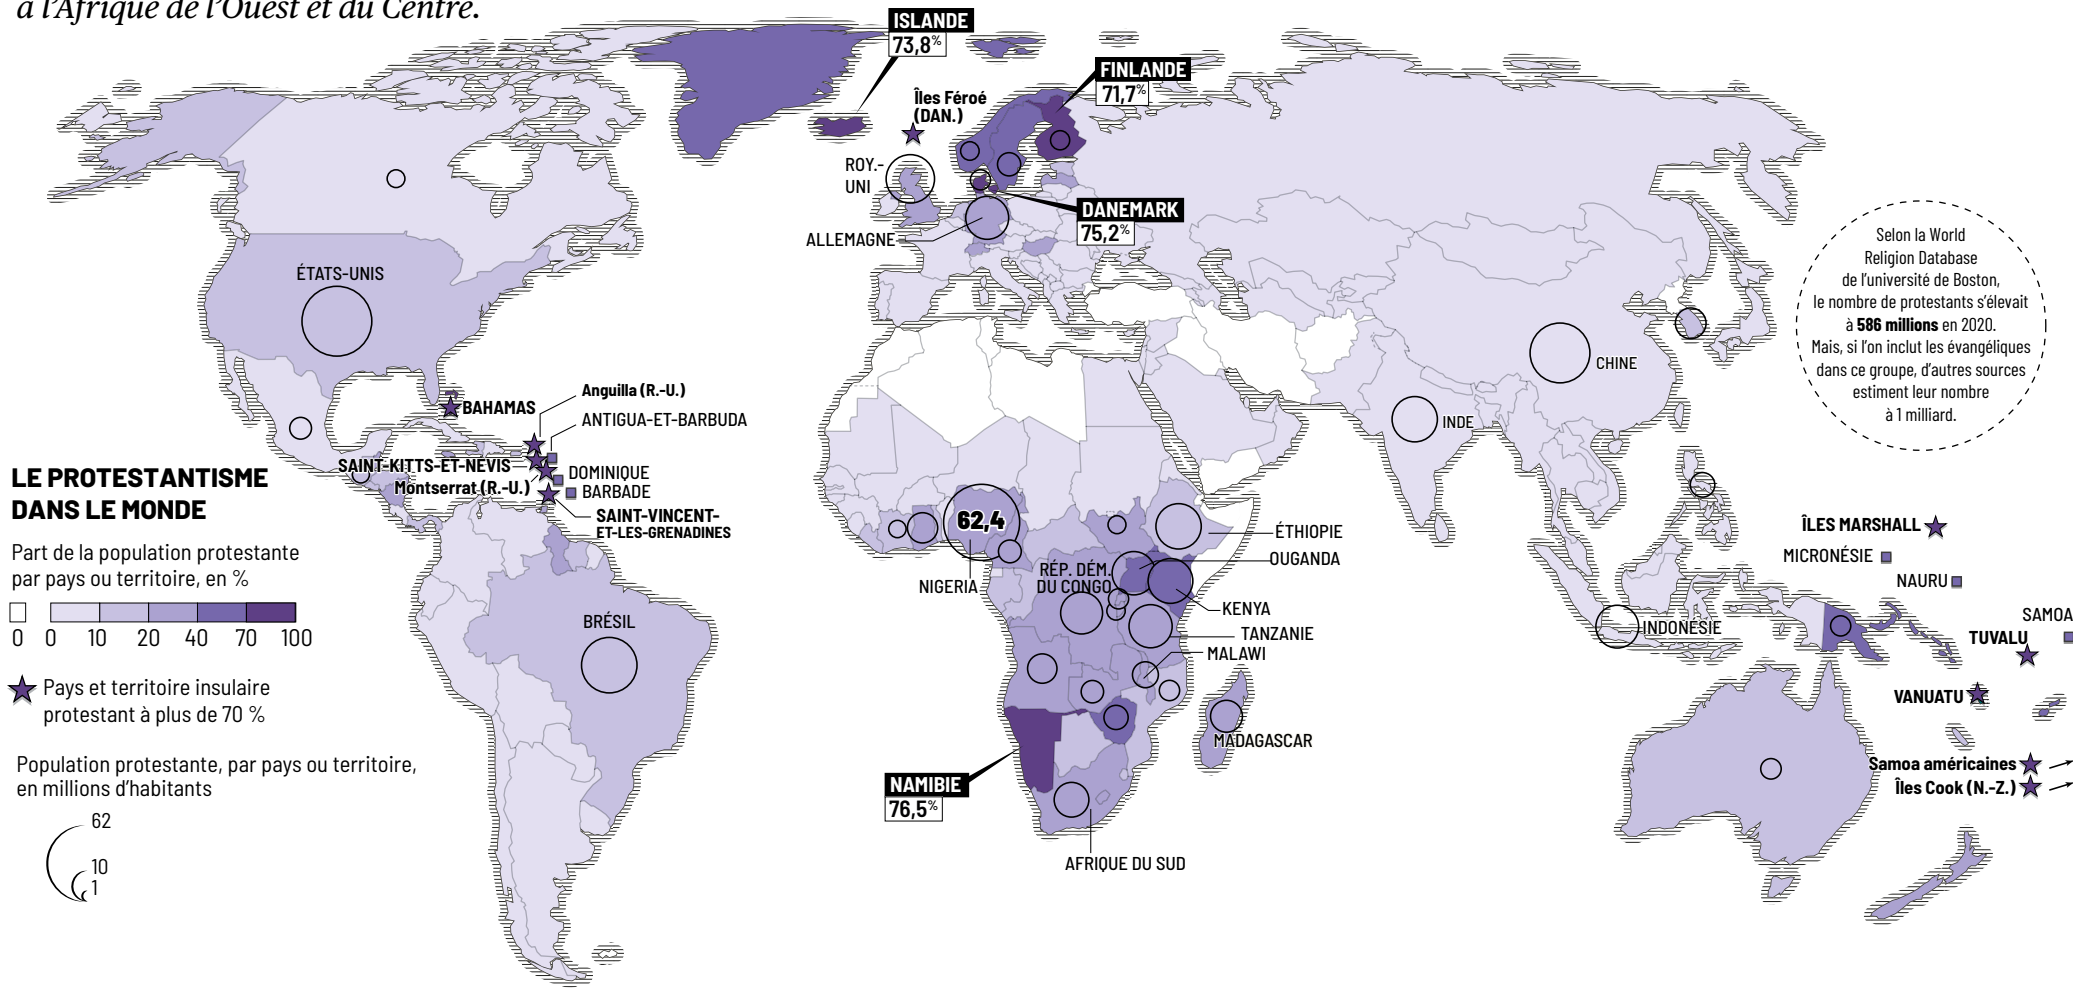 à l'Afrique de l'Ouest et du Centre.
ISLANDE
73,8%
FINLANDE
71,7%
Îles Féroé
(DAN.)
ROY.-
UNI
DANEMARK
75,2%
ALLEMAGNE
ÉTATS-UNIS
Selon la World
Religion Database
de l'université de Boston,
le nombre de protestants s'élevait
à 586 millions en 2020.
Mais, si l'on inclut les évangéliques
dans ce groupe, d'autres sources
estiment leur nombre
à 1 milliard.
CHINE
INDE
Anguilla (R.-U.)
BAHAMAS
ANTIGUA-ET-BARBUDA
SAINT-KITTS-ET-NEVIS
DOMINIQUE
Montserrat (R.-U.)
BARBADE
SAINT-VINCENT-
ET-LES-GRENADINES
LE PROTESTANTISME
DANS LE MONDE
Part de la population protestante
par pays ou territoire, en %
0 0 10 20 40 70 100
Pays et territoire insulaire
protestant à plus de 70 %
Population protestante, par pays ou territoire,
en millions d'habitants
62
10
1
BRÉSIL
62,4
NIGERIA
ÉTHIOPIE
OUGANDA
RÉP. DÉM.
DU CONGO
KENYA
TANZANIE
MALAWI
MADAGASCAR
NAMIBIE
76,5%
AFRIQUE DU SUD
INDONÉSIE
ÎLES MARSHALL
MICRONÉSIE
NAURU
SAMOA
TUVALU
VANUATU
Samoa américaines
Îles Cook (N.-Z.)